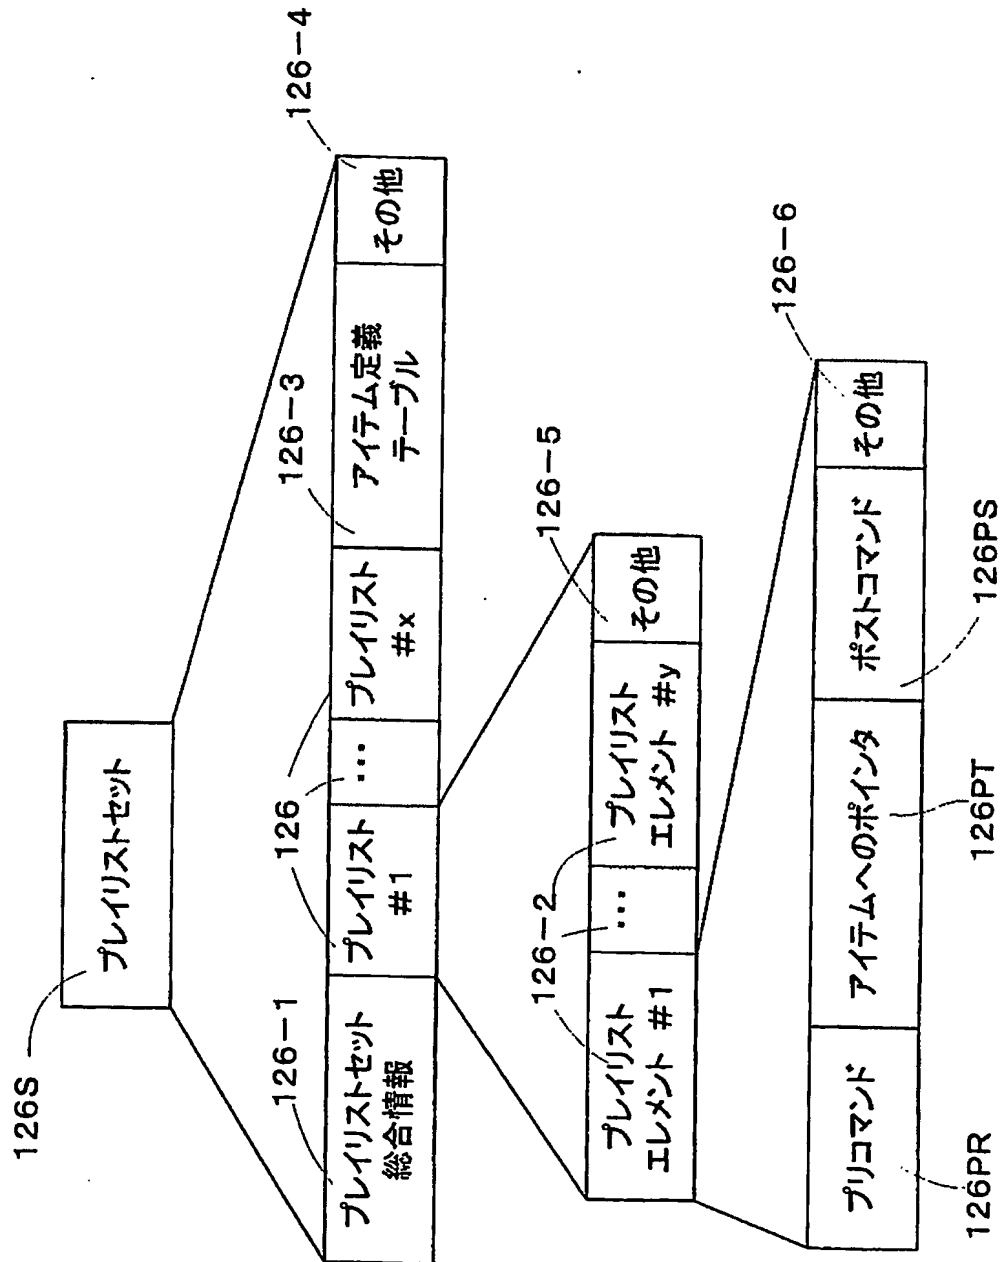 126S
プレイリストセット
126-1
126
126-3
126-4
プレイリストセット
総合情報
プレイリスト
#1
...
プレイリスト
#x
アイテム定義
テーブル
その他
126-2
126-5
プレイリスト
エレメント #1
...
プレイリスト
エレメント #y
その他
126-6
プリコマンド
アイテムへのポインタ
ポストコマンド
その他
126PR
126PT
126PS